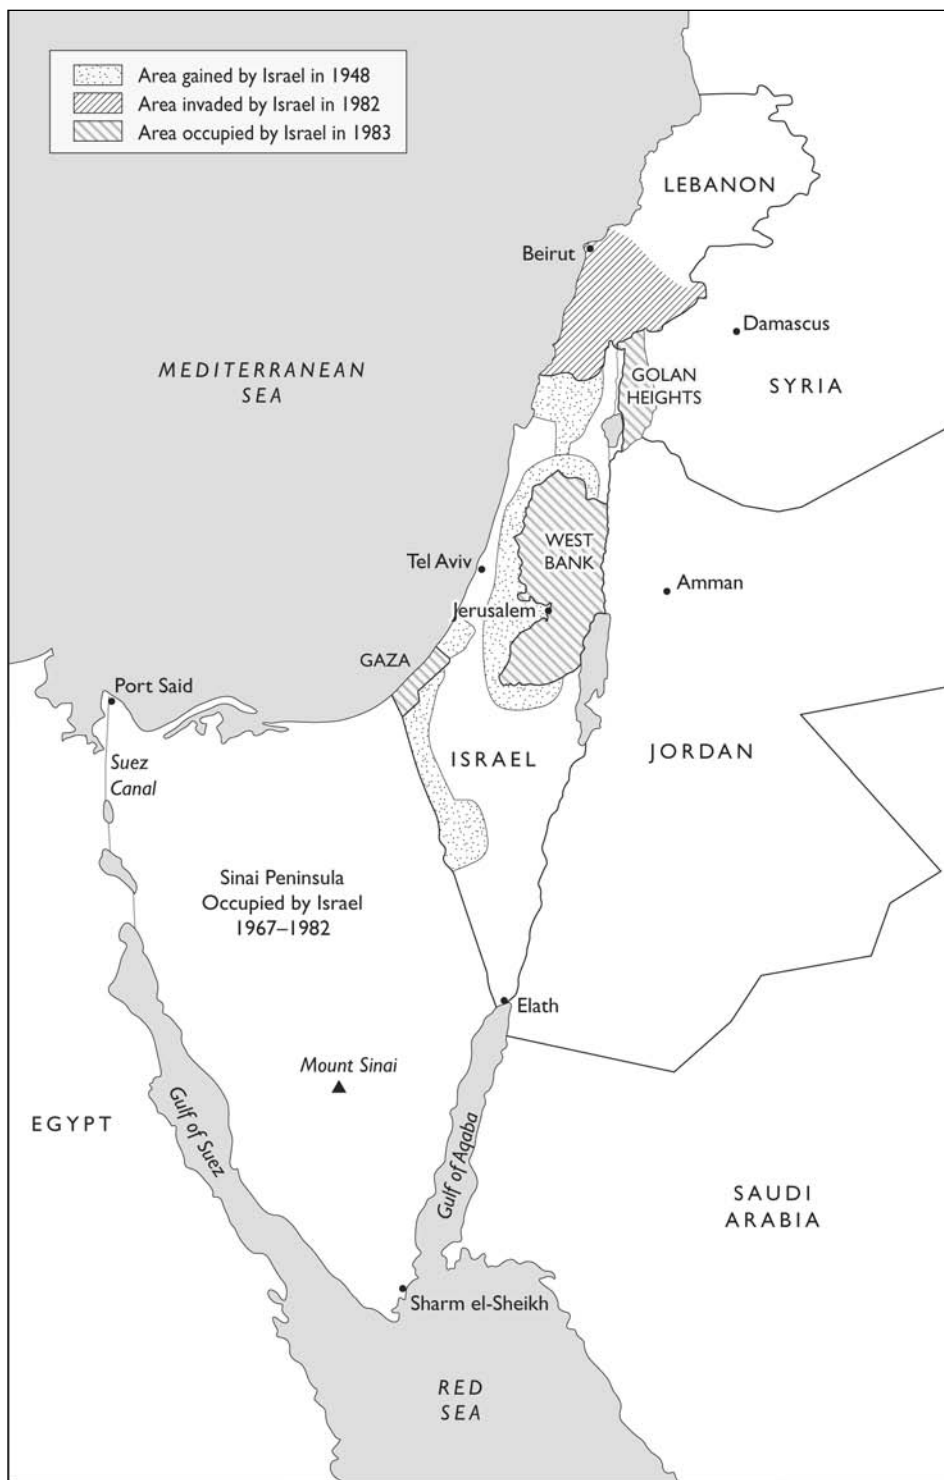 Area gained by Israel in 1948
Area invaded by Israel in 1982
Area occupied by Israel in 1983
LEBANON
Beirut
Damascus
MEDITERRANEAN
SEA
GOLAN
HEIGHTS
SYRIA
WEST
BANK
Tel Aviv
Amman
Jerusalem
GAZA
Port Said
Suez
Canal
ISRAEL
JORDAN
Sinai Peninsula
Occupied by Israel
1967–1982
Elath
Mount Sinai
EGYPT
Gulf of Suez
Gulf of Aqaba
SAUDI
ARABIA
Sharm el-Sheikh
RED
SEA